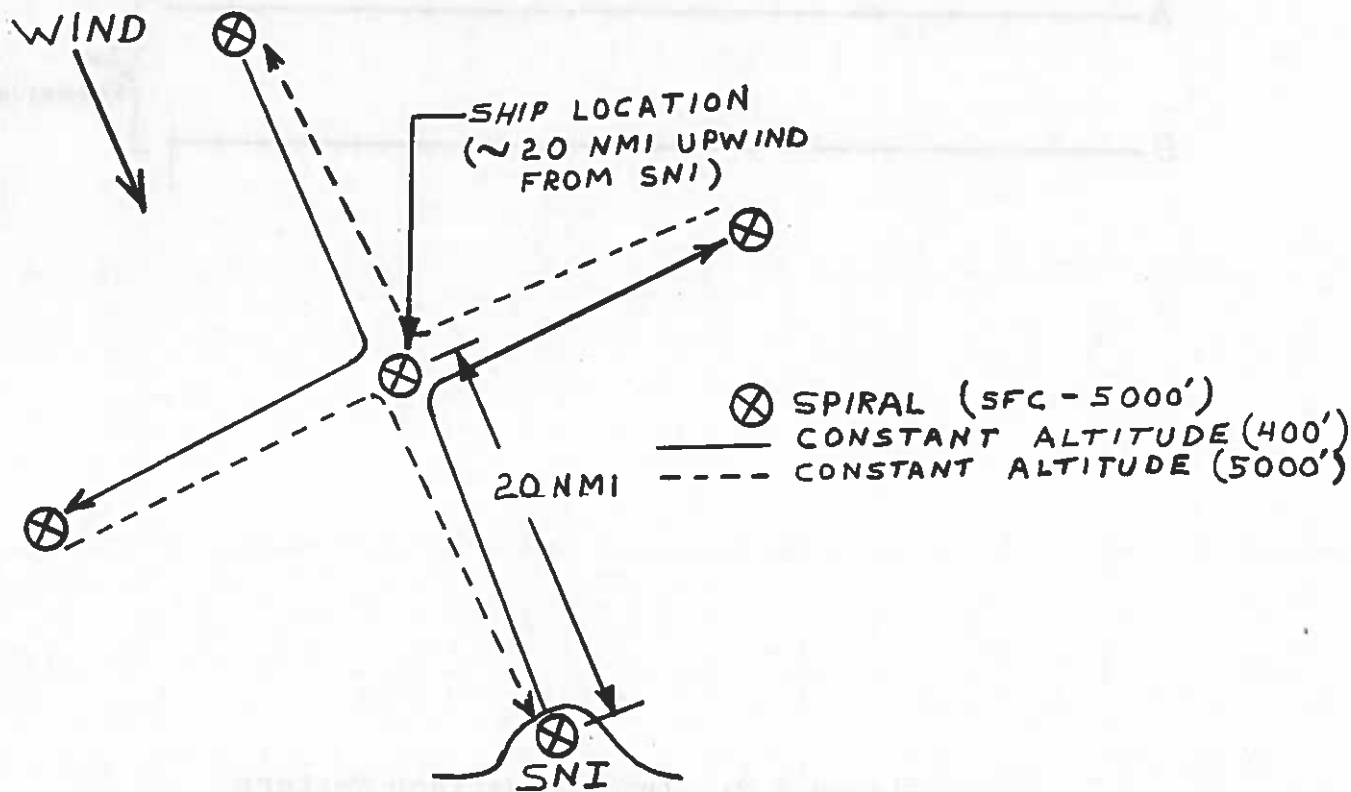 WIND
SHIP LOCATION
(~20 NMI UPWIND
FROM SNI)
⊗ SPIRAL (SFC - 5000')
CONSTANT ALTITUDE (400')
CONSTANT ALTITUDE (5000')
20 NMI
SNI